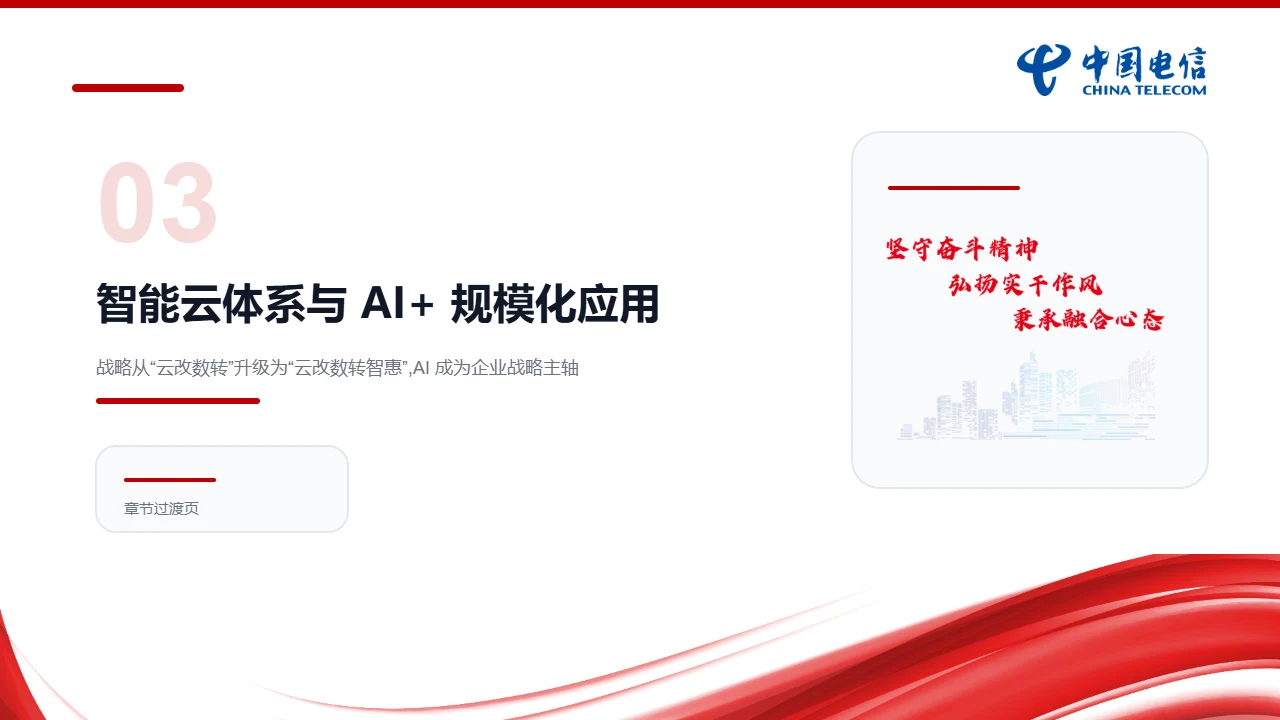 中国电信
CHINA TELECOM
03
智能云体系与 AI+ 规模化应用
战略从“云改数转”升级为“云改数转智惠”,AI 成为企业战略主轴
章节过渡页
坚守奋斗精神
弘扬实干作风
秉承融合心态